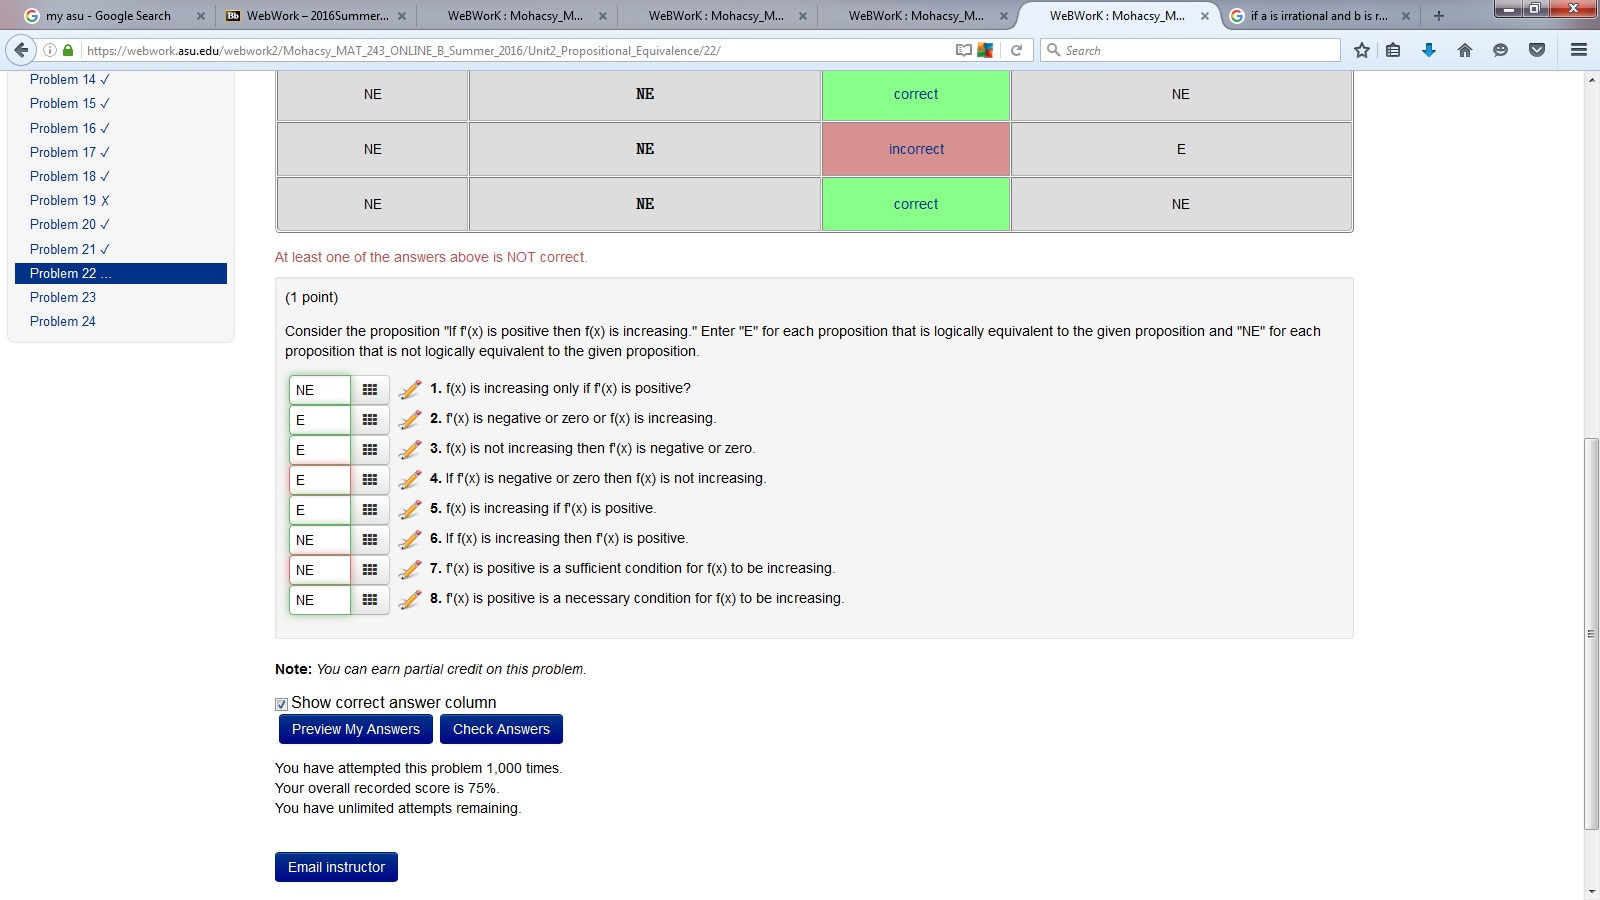 my asu - Google Search
WebWork – 2016Summer...
WeBWorK : Mohacsy_M...
WeBWorK : Mohacsy_M...
WeBWorK : Mohacsy_M...
WeBWorK : Mohacsy_M...
if a is irrational and b is r...
https://webwork.asu.edu/webwork2/Mohacsy_MAT_243_ONLINE_B_Summer_2016/Unit2_Propositional_Equivalence/22/
Search
Problem 14 ✓
Problem 15 ✓
Problem 16 ✓
Problem 17 ✓
Problem 18 ✓
Problem 19 X
Problem 20 ✓
Problem 21 ✓
Problem 22 ...
Problem 23
Problem 24
NE NE correct NE
NE NE incorrect E
NE NE correct NE
At least one of the answers above is NOT correct.
(1 point)
Consider the proposition "If f'(x) is positive then f(x) is increasing." Enter "E" for each proposition that is logically equivalent to the given proposition and "NE" for each
proposition that is not logically equivalent to the given proposition.
NE 1. f(x) is increasing only if f'(x) is positive?
E 2. f'(x) is negative or zero or f(x) is increasing.
E 3. f(x) is not increasing then f'(x) is negative or zero.
E 4. If f'(x) is negative or zero then f(x) is not increasing.
E 5. f(x) is increasing if f'(x) is positive.
NE 6. If f(x) is increasing then f'(x) is positive.
NE 7. f'(x) is positive is a sufficient condition for f(x) to be increasing.
NE 8. f'(x) is positive is a necessary condition for f(x) to be increasing.
Note: You can earn partial credit on this problem.
Show correct answer column
Preview My Answers Check Answers
You have attempted this problem 1,000 times.
Your overall recorded score is 75%.
You have unlimited attempts remaining.
Email instructor